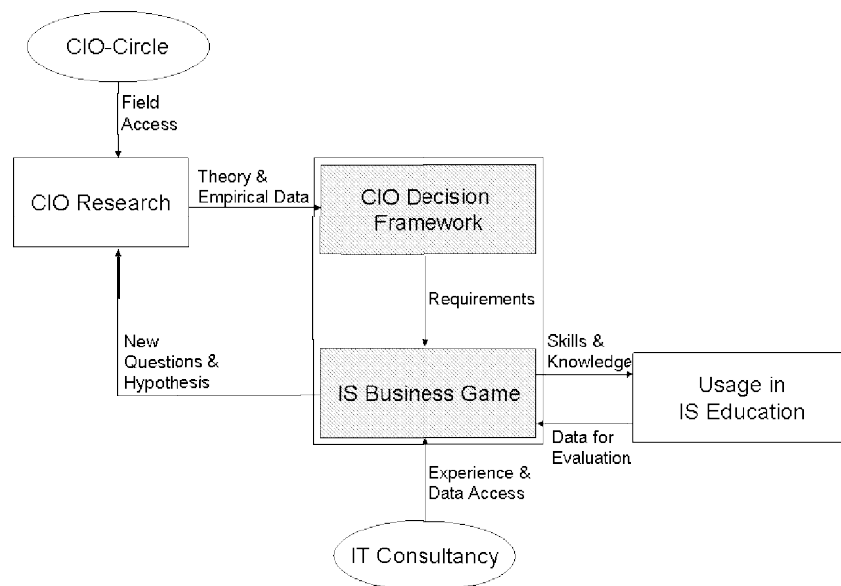 CIO-Circle
Field
Access
CIO Research
Theory &
Empirical Data
CIO Decision
Framework
Requirements
New
Questions &
Hypothesis
IS Business Game
Skills &
Knowledge
Usage in
IS Education
Data for
Evaluation
Experience &
Data Access
IT Consultancy